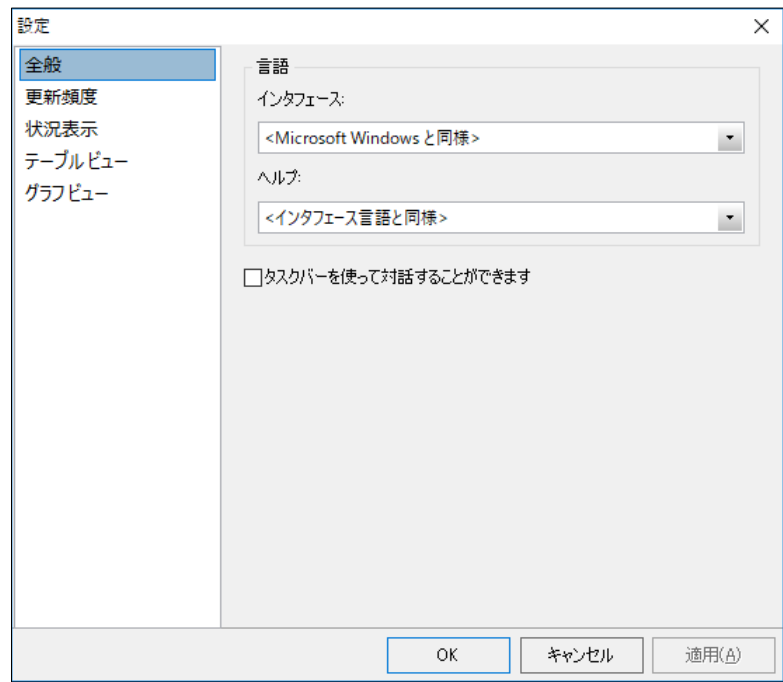 設定
全般
更新頻度
状況表示
テーブル ビュー
グラフ ビュー
言語
インタフェース:
<Microsoft Windows と同様>
ヘルプ:
<インタフェース言語と同様>
タスクバーを使って対話することができます
OK
キャンセル
適用(A)